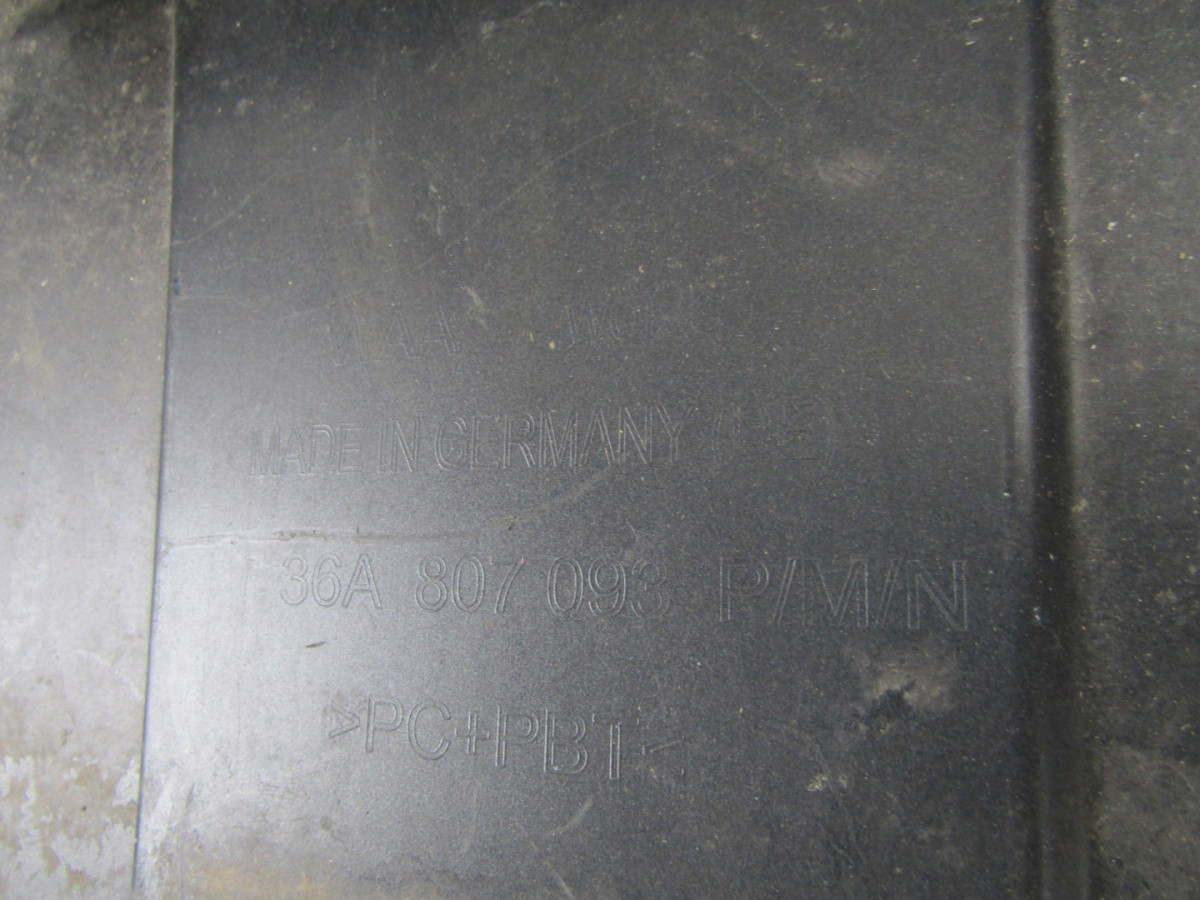 MADE IN GERMANY
36A 807 093 P/M/N
>PC+PBT<